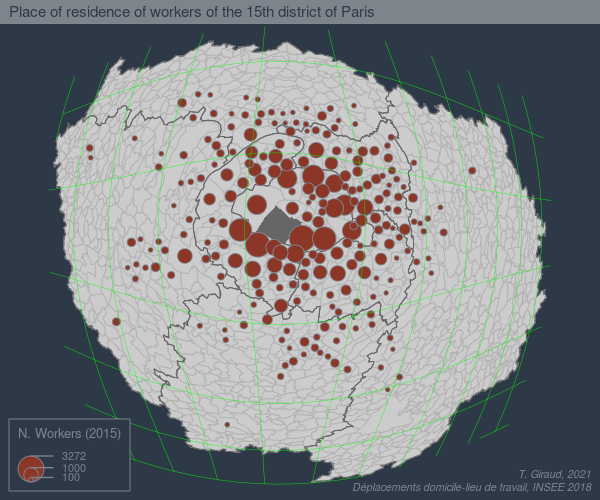 Place of residence of workers of the 15th district of Paris
N. Workers (2015)
3272
1000
100
T. Giraud, 2021
Déplacements domicile-lieu de travail, INSEE 2018